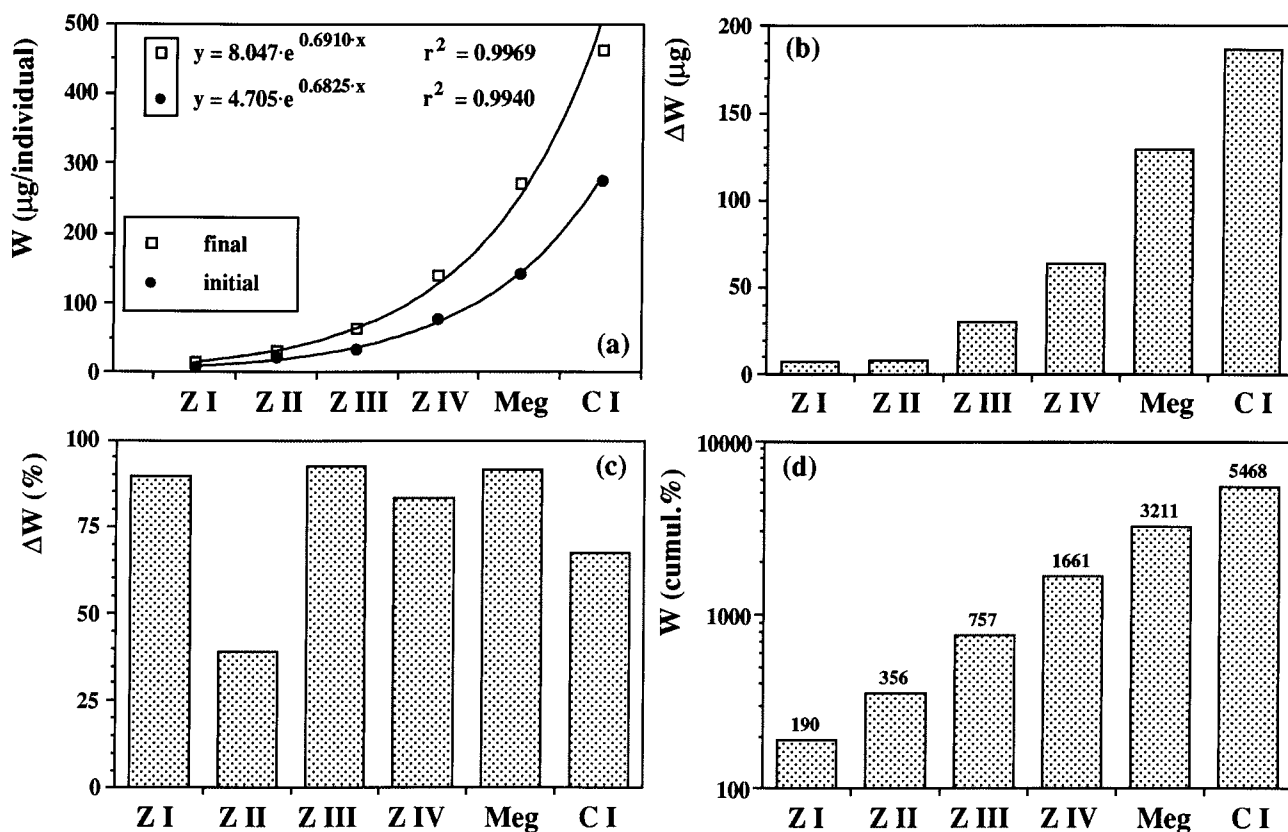 W (µg/individual)
500
400
300
200
100
0
y = 8.047·e^0.6910·x r² = 0.9969
y = 4.705·e^0.6825·x r² = 0.9940
final
initial
(a)
Z I Z II Z III Z IV Meg C I
ΔW (µg)
200
150
100
50
0
(b)
Z I Z II Z III Z IV Meg C I
ΔW (%)
100
75
50
25
0
(c)
Z I Z II Z III Z IV Meg C I
W (cumul.%)
10000
1000
100
(d)
190
356
757
1661
3211
5468
Z I Z II Z III Z IV Meg C I